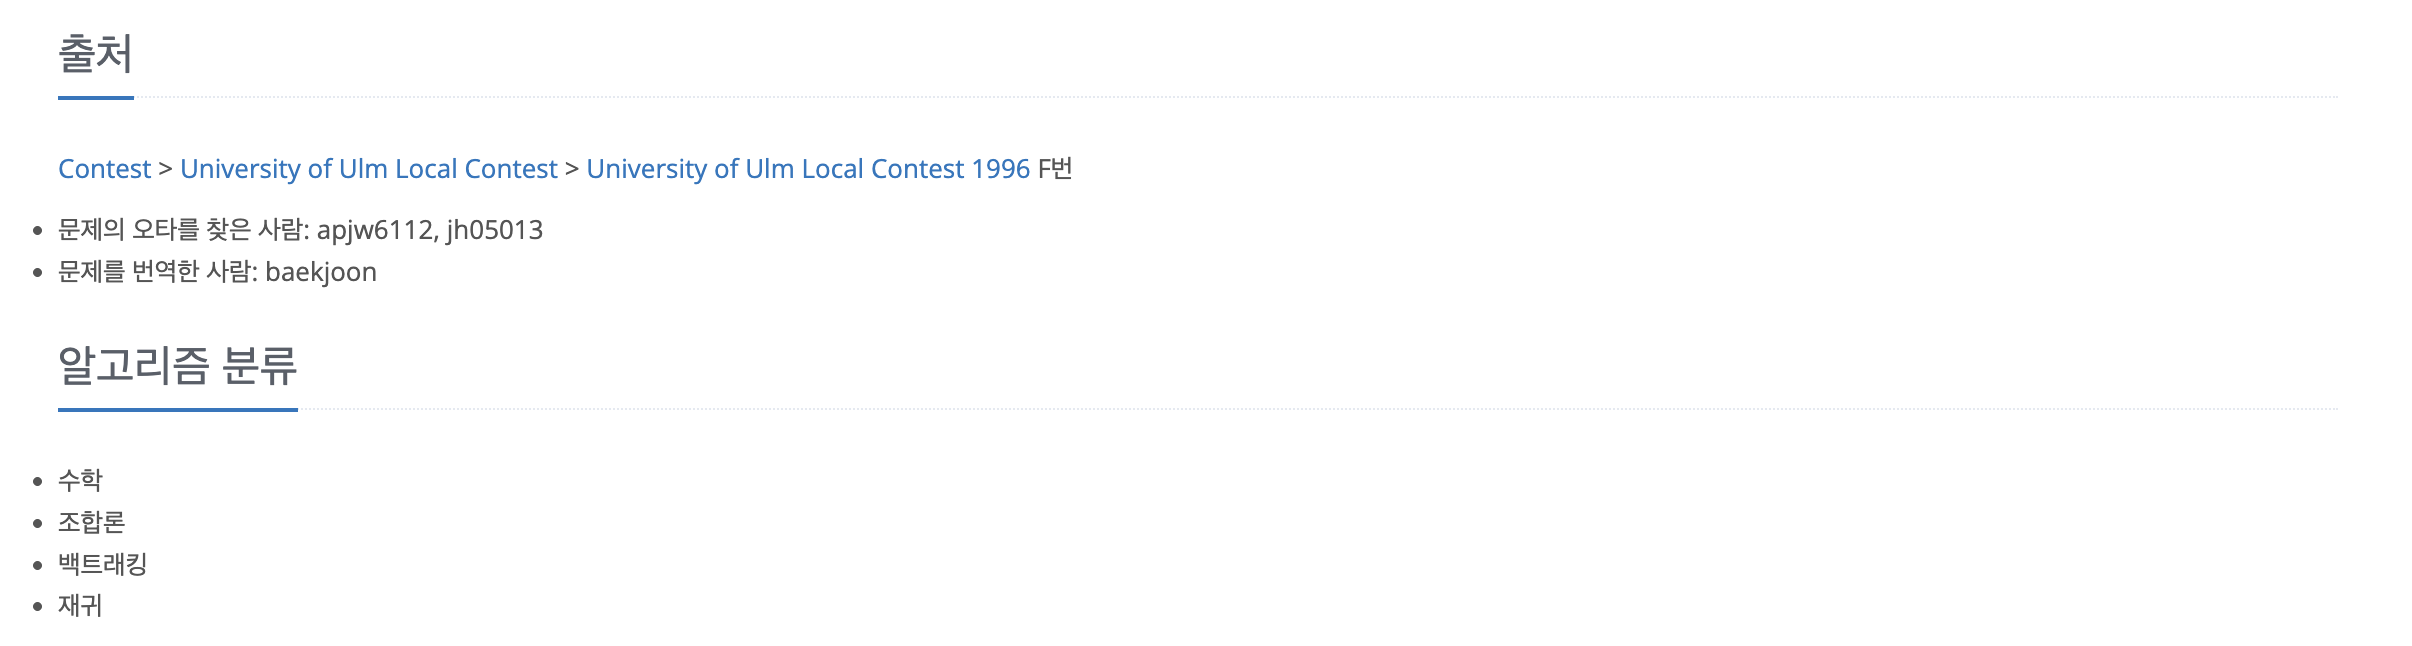 출처
Contest > University of Ulm Local Contest > University of Ulm Local Contest 1996 F번
문제의 오타를 찾은 사람: apjw6112, jh05013
문제를 번역한 사람: baekjoon
알고리즘 분류
수학
조합론
백트래킹
재귀